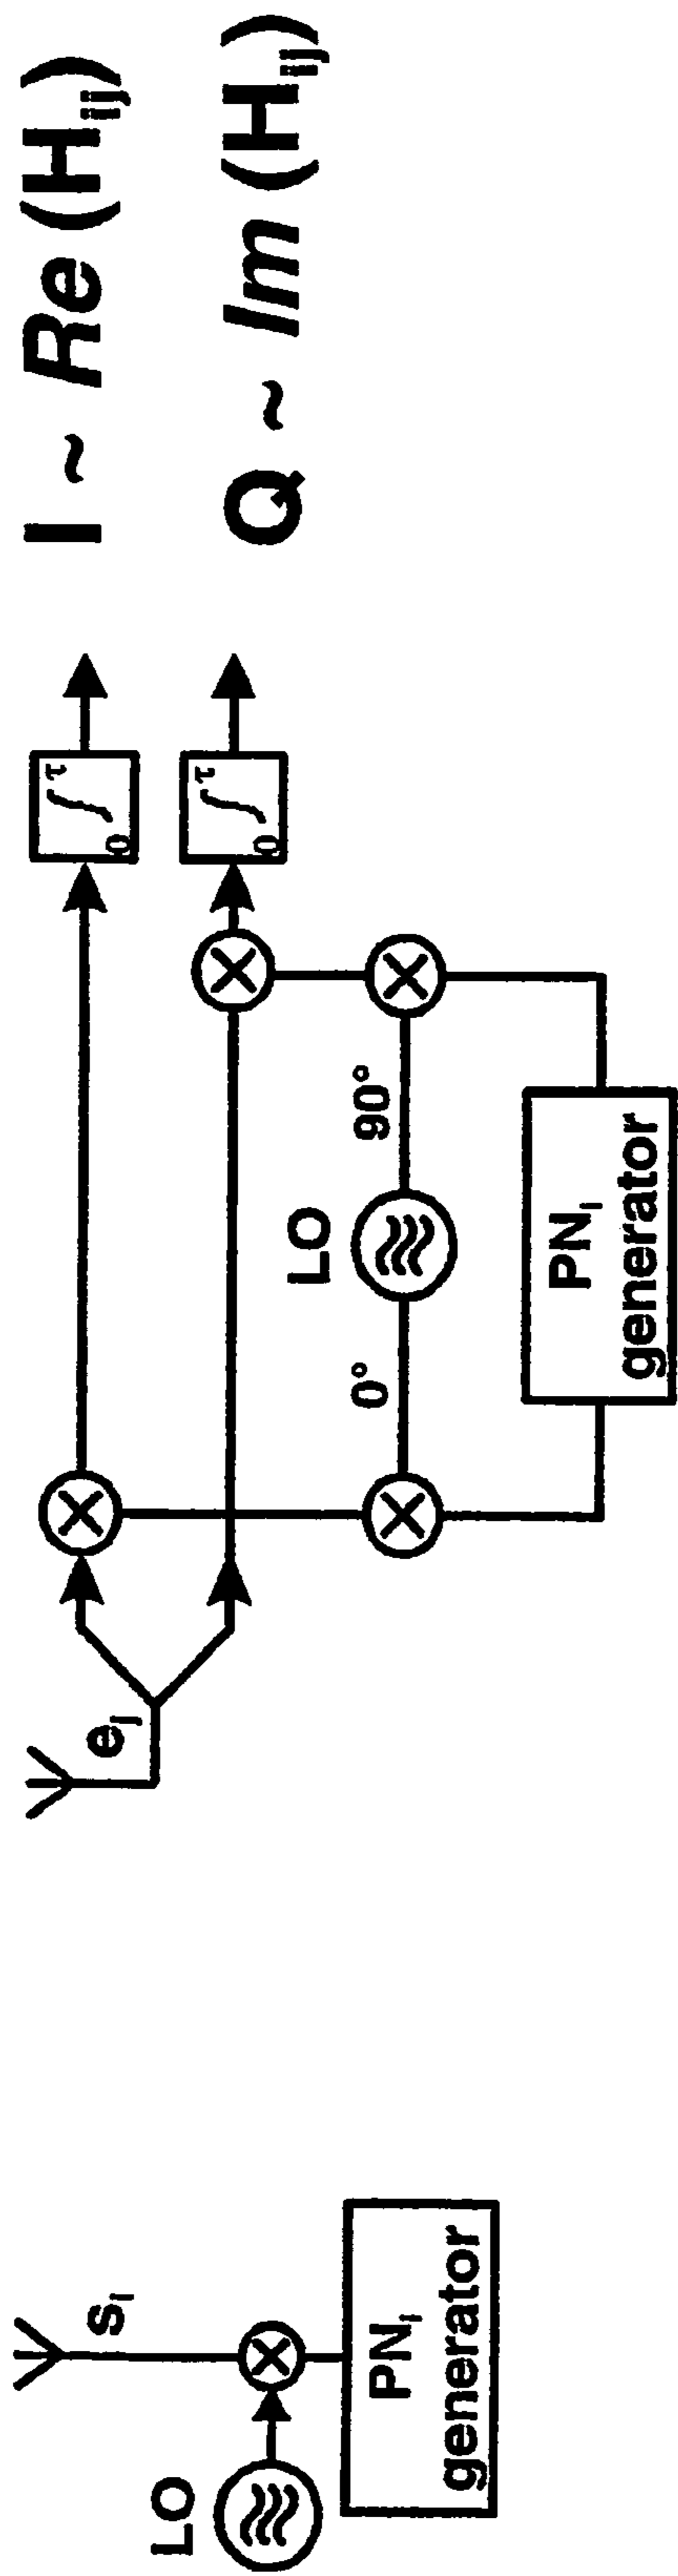 LO
s_i
PN_i
generator
e_j
LO
0°
90°
PN_i
generator
∫_0^τ
∫_0^τ
I ~ Re (H_ij)
Q ~ Im (H_ij)